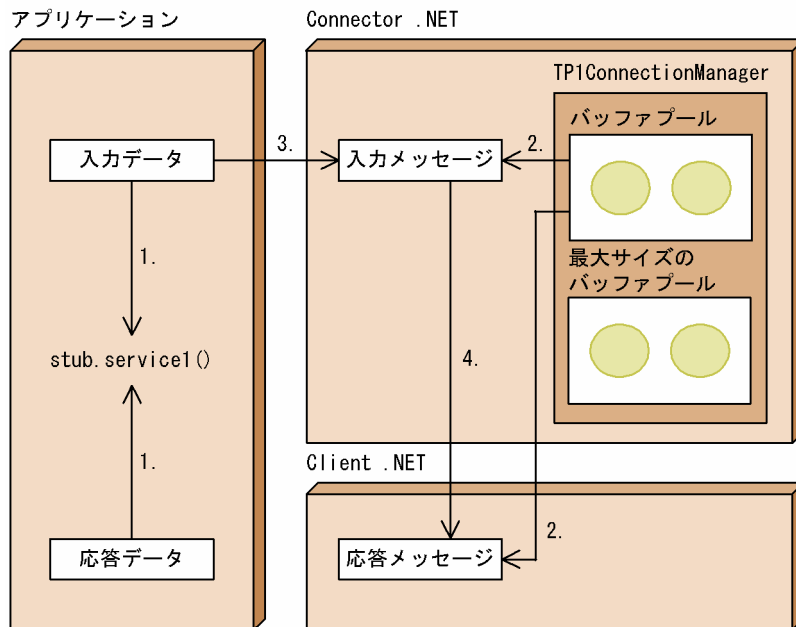 アプリケーション
Connector .NET
TP1ConnectionManager
バッファプール
入力データ
3.
入力メッセージ
2.
1.
最大サイズの
バッファプール
stub.service1()
4.
1.
Client .NET
応答データ
応答メッセージ
2.